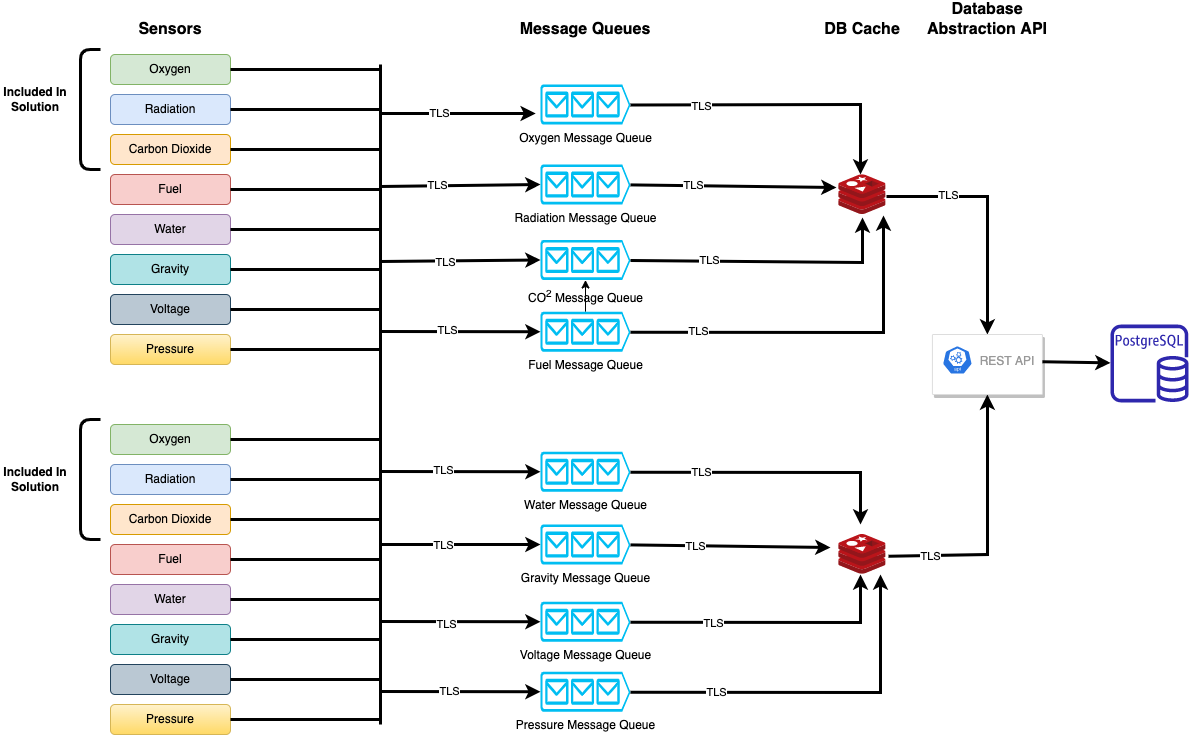 Sensors
Message Queues
DB Cache
Database
Abstraction API
Included In
Solution
Oxygen
Radiation
Carbon Dioxide
Fuel
Water
Gravity
Voltage
Pressure
TLS
Oxygen Message Queue
TLS
TLS
Radiation Message Queue
TLS
TLS
CO² Message Queue
TLS
TLS
Fuel Message Queue
TLS
TLS
REST API
api
PostgreSQL
Included In
Solution
Oxygen
Radiation
Carbon Dioxide
Fuel
Water
Gravity
Voltage
Pressure
TLS
Water Message Queue
TLS
TLS
Gravity Message Queue
TLS
TLS
Voltage Message Queue
TLS
TLS
Pressure Message Queue
TLS
TLS